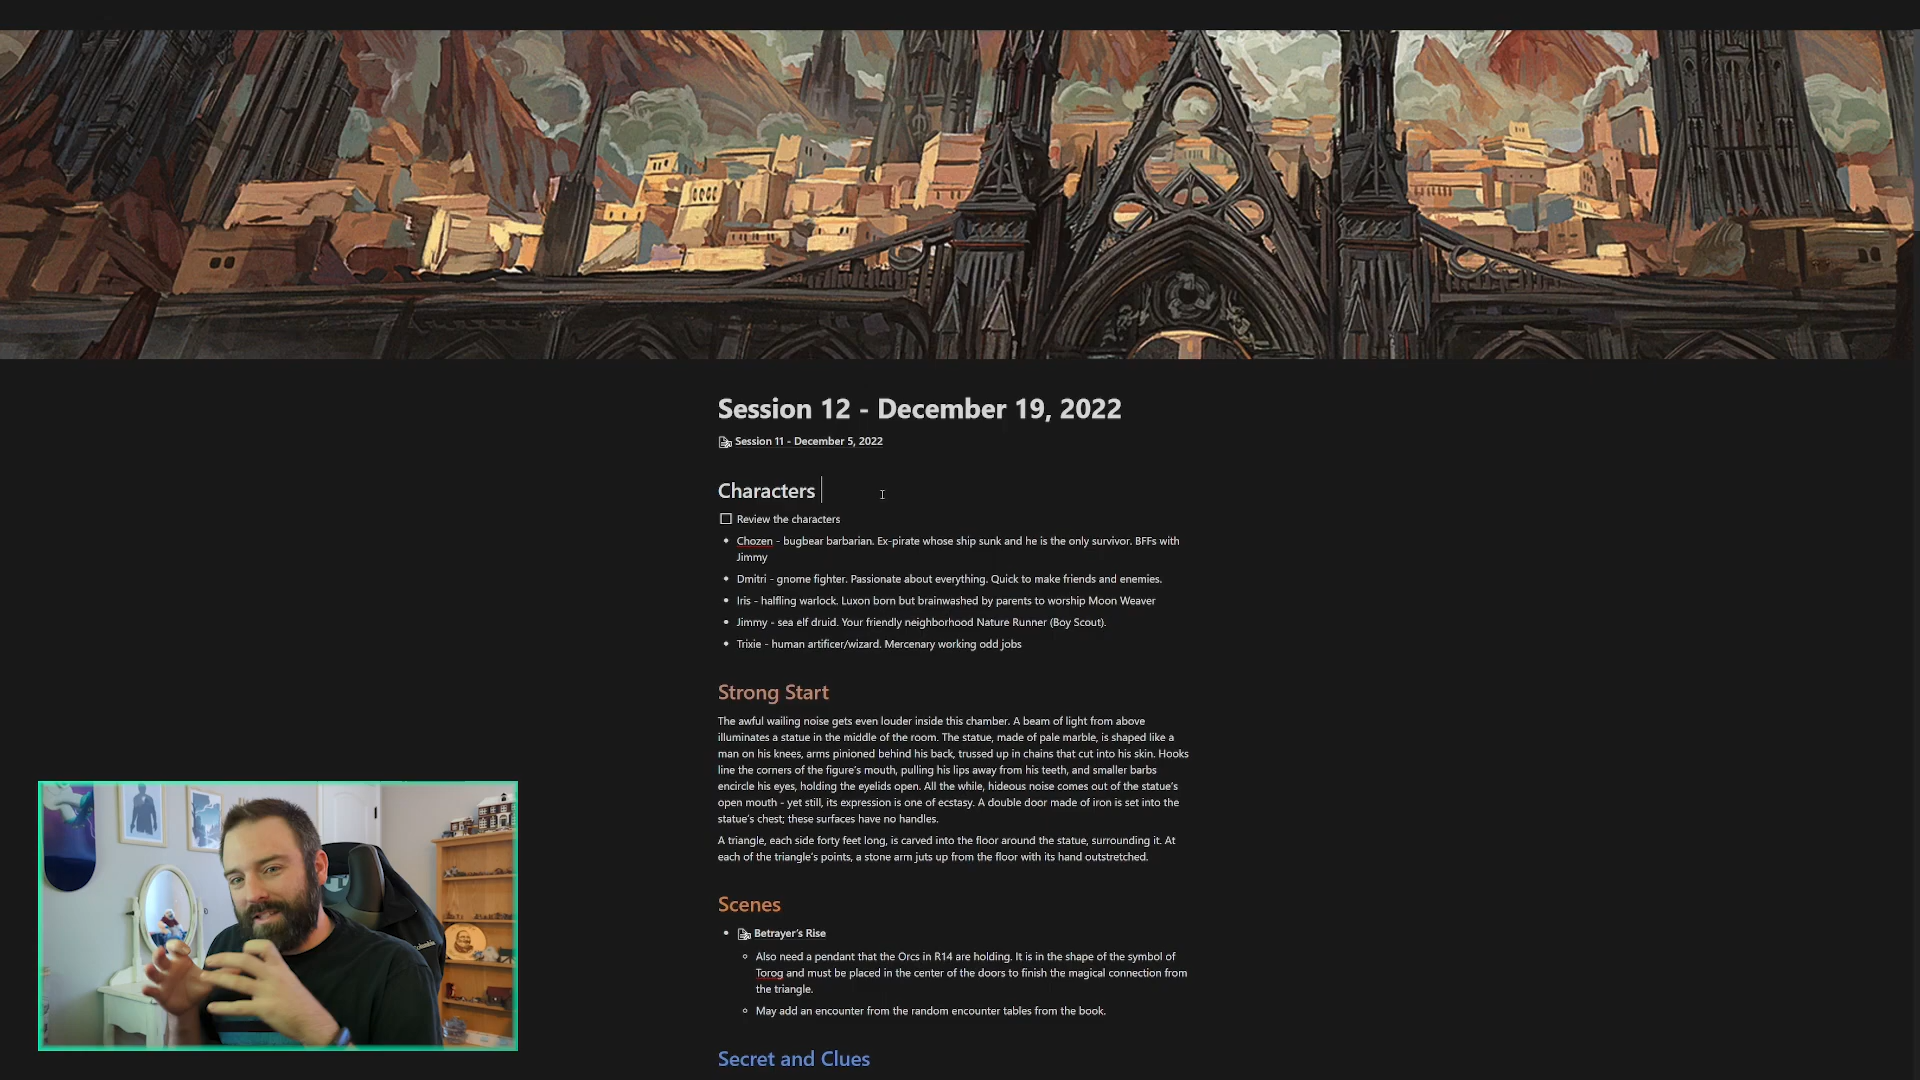 Session 12 - December 19, 2022
Session 11 - December 5, 2022
Characters
Review the characters
Chozen - bugbear barbarian. Ex-pirate whose ship sunk and he is the only survivor. BFFs with
Jimmy
Dmitri - gnome fighter. Passionate about everything. Quick to make friends and enemies.
Iris - halfling warlock. Luxon born but brainwashed by parents to worship Moon Weaver
Jimmy - sea elf druid. Your friendly neighborhood Nature Runner (Boy Scout).
Trixie - human artificer/wizard. Mercenary working odd jobs
Strong Start
The awful wailing noise gets even louder inside this chamber. A beam of light from above
illuminates a statue in the middle of the room. The statue, made of pale marble, is shaped like a
man on his knees, arms pinioned behind his back, trussed up in chains that cut into his skin. Hooks
line the corners of the figure's mouth, pulling his lips away from his teeth, and smaller barbs
encircle his eyes, holding the eyelids open. All the while, hideous noise comes out of the statue's
open mouth - yet still, its expression is one of ecstasy. A double door made of iron is set into the
statue's chest; these surfaces have no handles.
A triangle, each side forty feet long, is carved into the floor around the statue, surrounding it. At
each of the triangle's points, a stone arm juts up from the floor with its hand outstretched.
Scenes
Betrayer's Rise
Also need a pendant that the Orcs in R14 are holding. It is in the shape of the symbol of
Torog and must be placed in the center of the doors to finish the magical connection from
the triangle.
May add an encounter from the random encounter tables from the book.
Secret and Clues